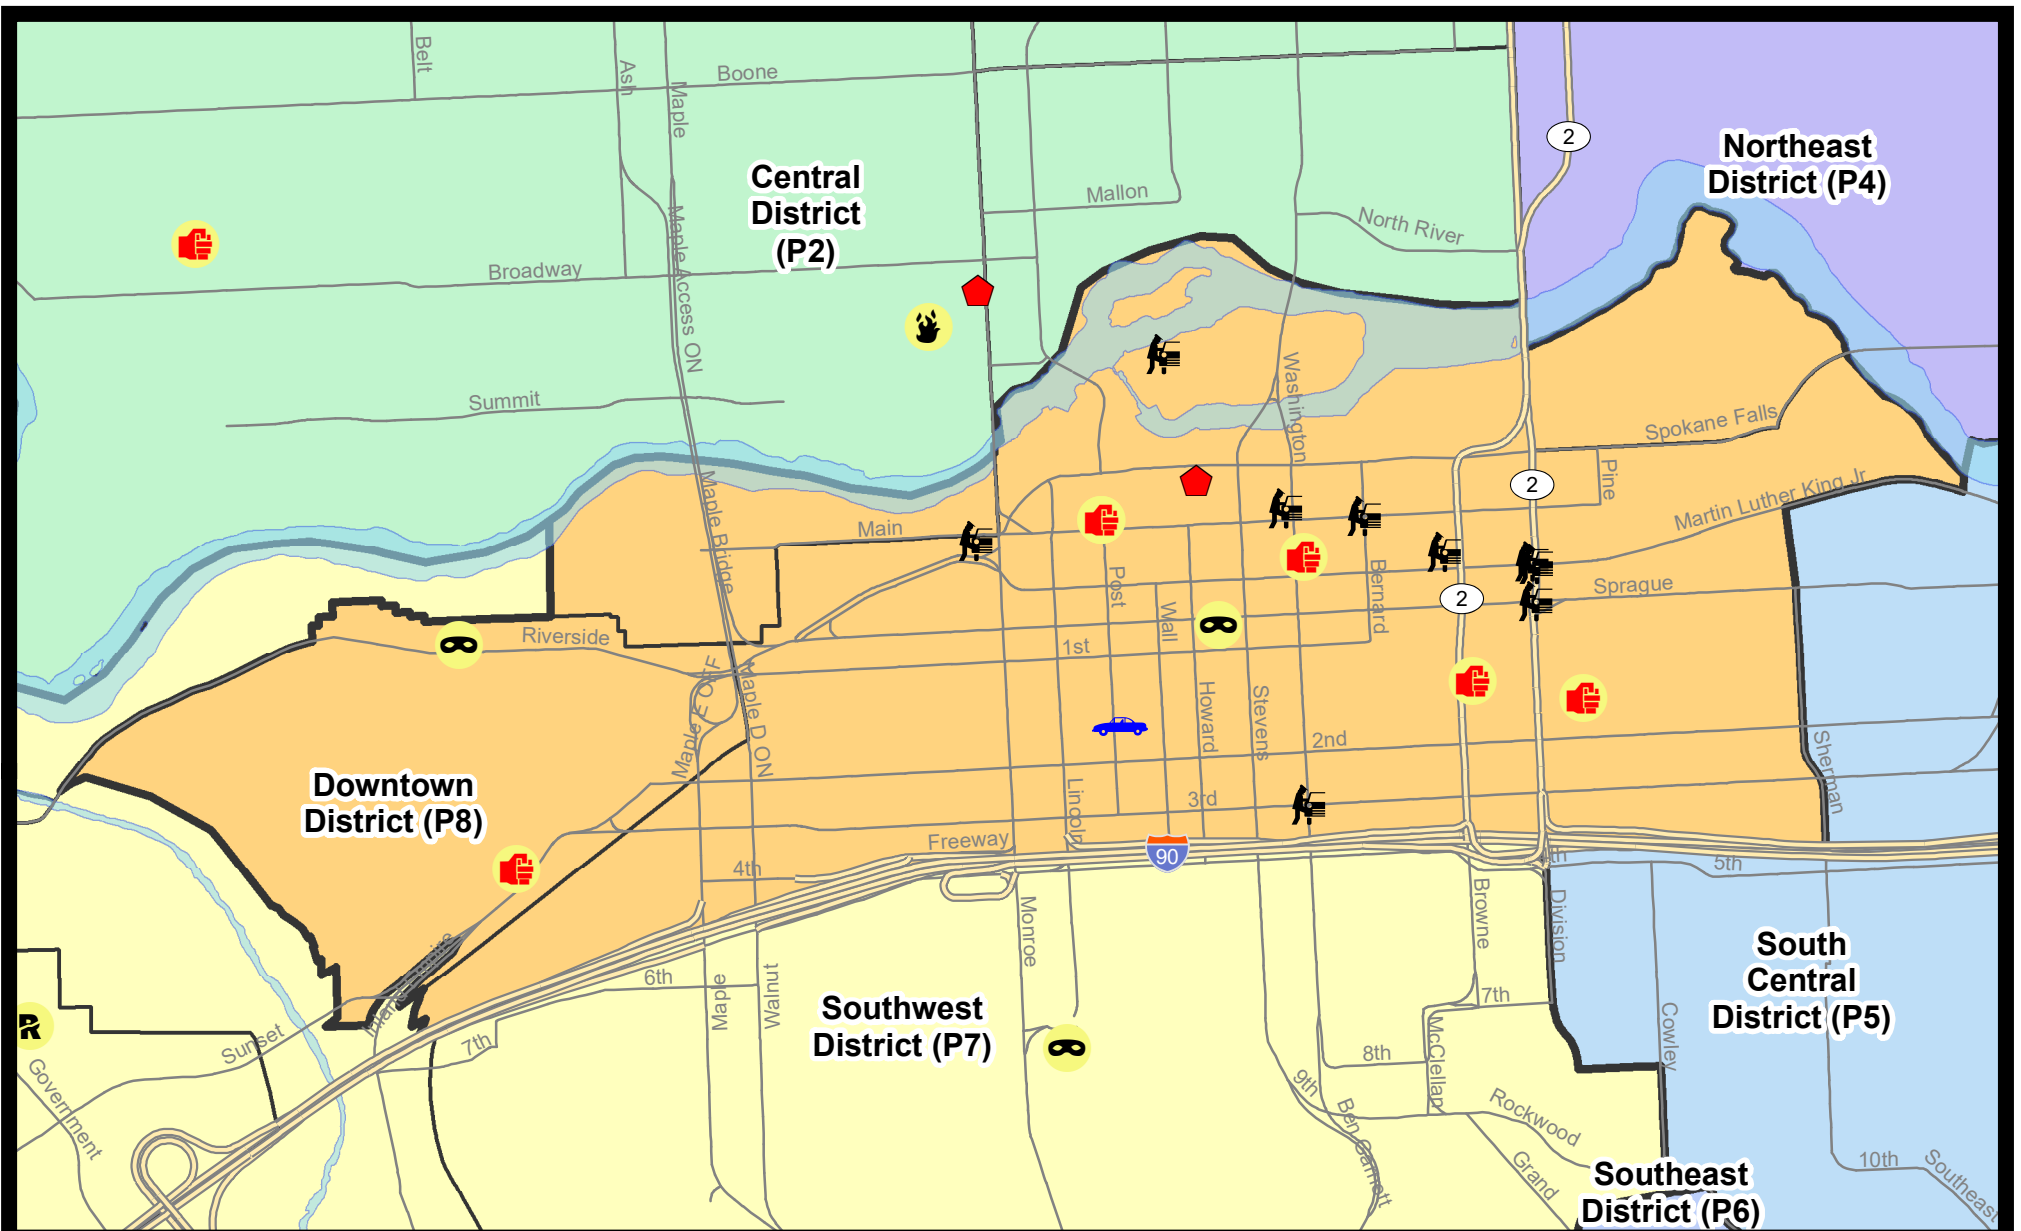 Belt
Ash
Maple
Boone
2
Northeast
District (P4)
Central
District
(P2)
Mallon
North River
Maple Access ON
Broadway
Summit
Washington
Spokane Falls
Pine
2
Martin Luther King Jr
Main
Maple Bridge
Post
Wall
Bernard
2
Sprague
Riverside
1st
Maple E OFF
Maple D ON
Howard
Stevens
2nd
Sherman
Downtown
District (P8)
Lincoln
3rd
Freeway
90
4th
4th
5th
Monroe
Browne
Division
South
Central
District (P5)
6th
Maple
Walnut
Southwest
District (P7)
7th
R
Sunset
7th
Government
McClellan
Cowley
8th
9th
Ben Garnett
Rockwood
Grand
10th
Southeast
Southeast
District (P6)